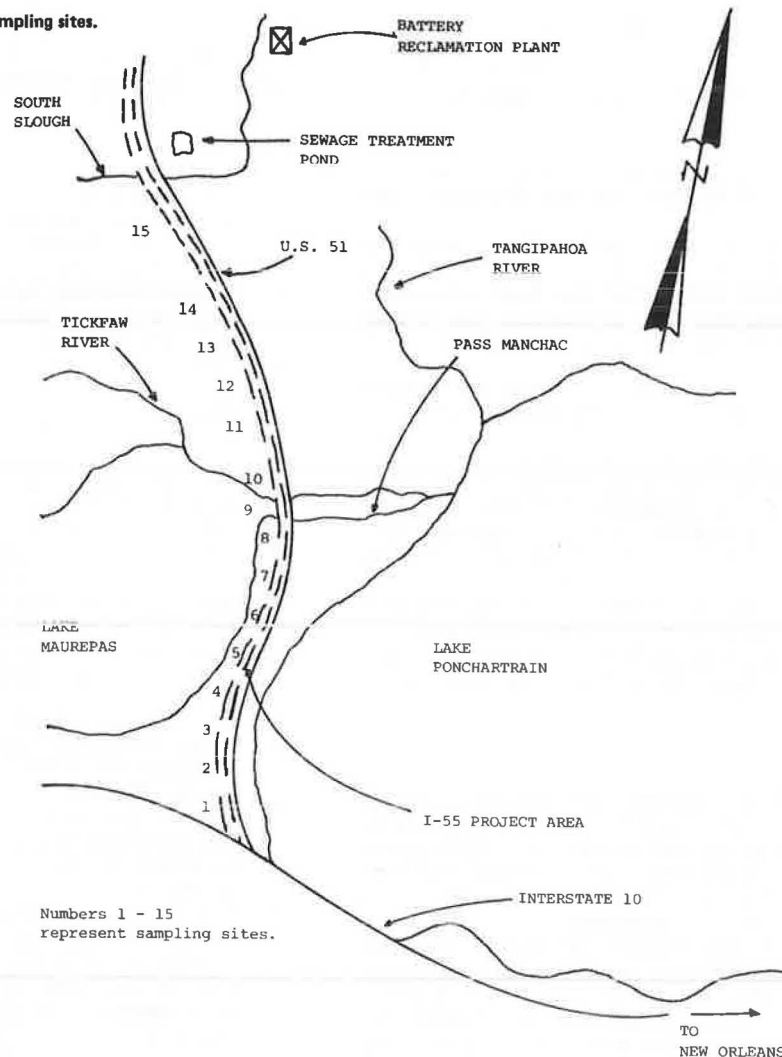 mpling sites.
BATTERY
RECLAMATION PLANT
SOUTH
SLOUGH
SEWAGE TREATMENT
POND
N
15
U.S. 51
TANGIPAHOA
RIVER
14
TICKFAW
RIVER
13
PASS MANCHAC
12
11
10
9
8
7
6
LAKE
MAUREPAS
5
LAKE
PONCHARTRAIN
4
3
2
1
I-55 PROJECT AREA
INTERSTATE 10
Numbers 1 - 15
represent sampling sites.
TO
NEW ORLEANS